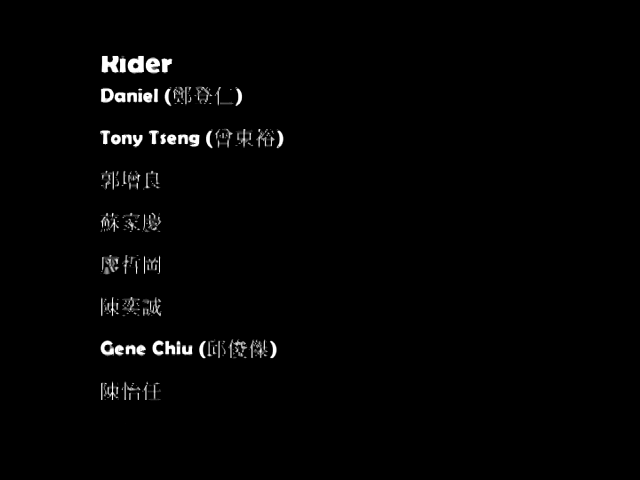 Rider
Daniel (鄭登仁)
Tony Tseng (曾東裕)
郭增良
蘇家慶
廖哲岡
陳奕誠
Gene Chiu (邱俊傑)
陳怡任